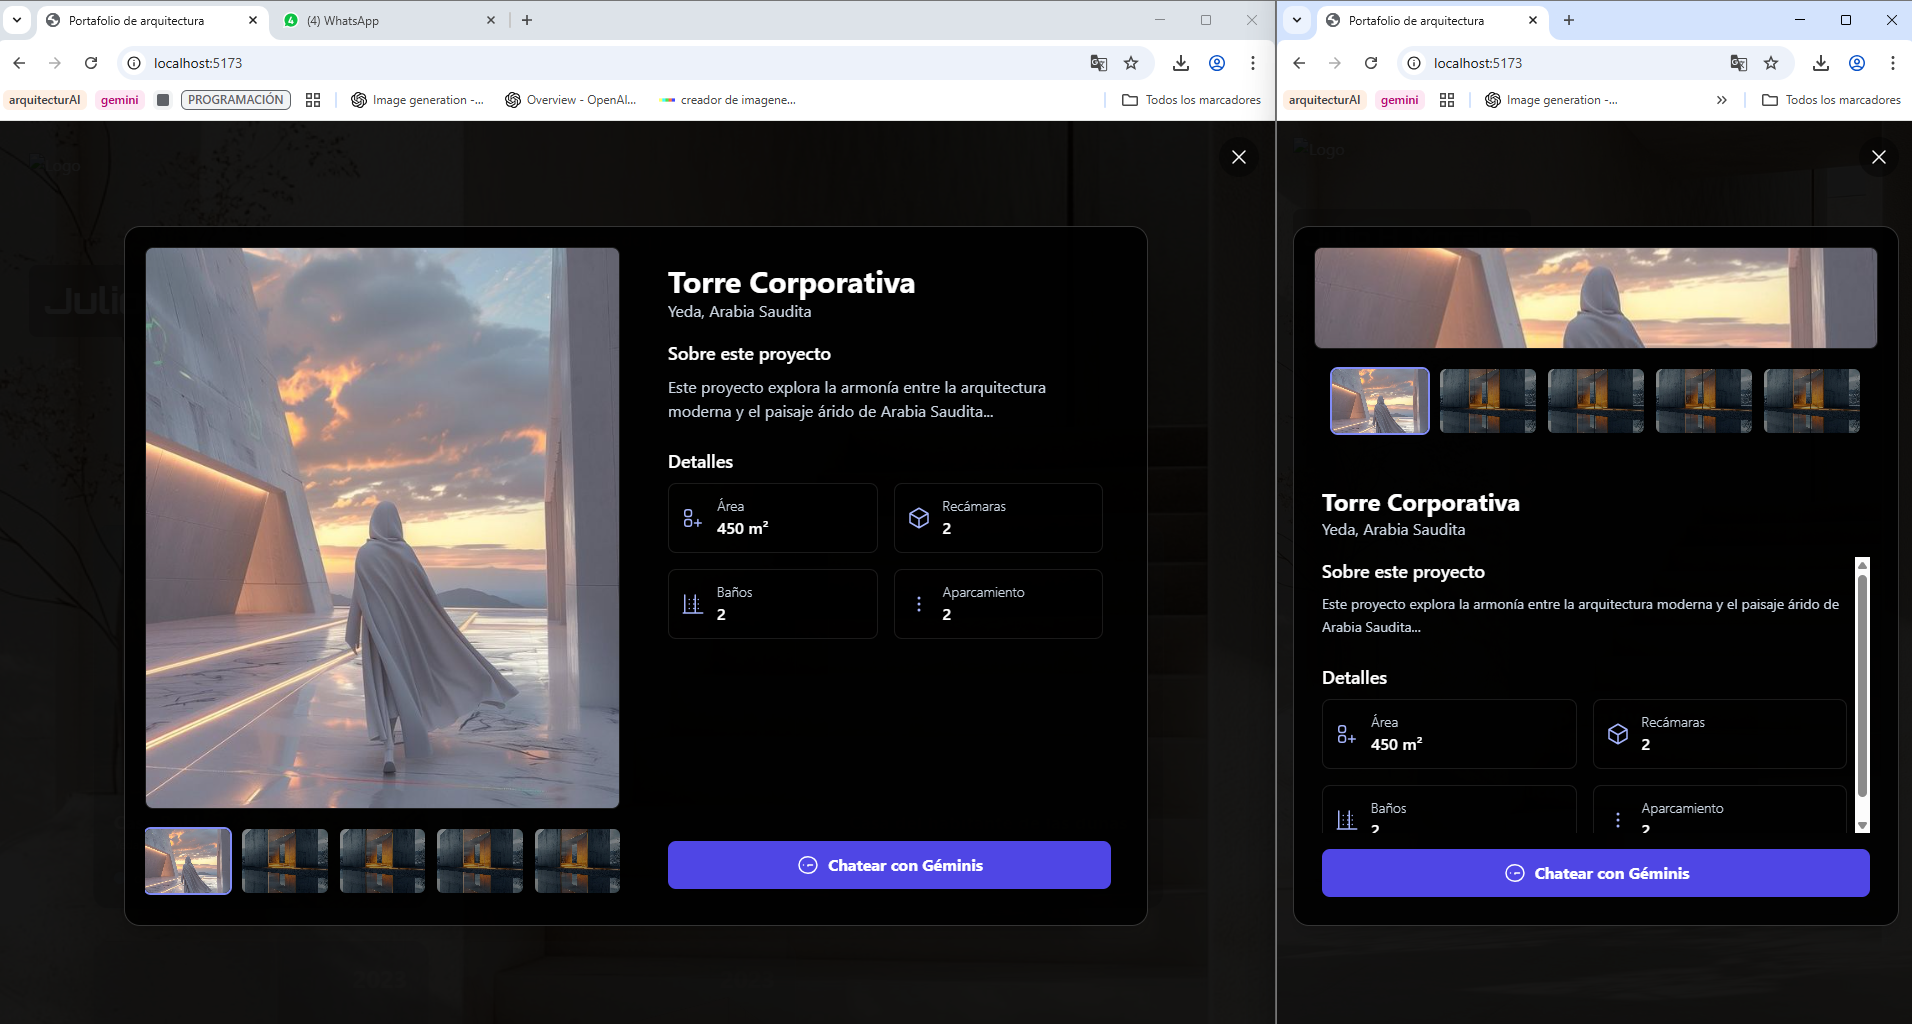 Portafolio de arquitectura
4
(4) WhatsApp
localhost:5173
arquitecturAI
gemini
PROGRAMACIÓN
Image generation -...
Overview - OpenAI...
creador de imagene...
Todos los marcadores
Logo
Julio
Torre Corporativa
Yeda, Arabia Saudita
Sobre este proyecto
Este proyecto explora la armonía entre la arquitectura
moderna y el paisaje árido de Arabia Saudita...
Detalles
Área
450 m²
Recámaras
2
Baños
2
Aparcamiento
2
Chatear con Géminis
Portafolio de arquitectura
localhost:5173
arquitecturAI
gemini
Image generation -...
Todos los marcadores
Logo
Torre Corporativa
Yeda, Arabia Saudita
Sobre este proyecto
Este proyecto explora la armonía entre la arquitectura moderna y el paisaje árido de
Arabia Saudita...
Detalles
Área
450 m²
Recámaras
2
Baños
2
Aparcamiento
2
Chatear con Géminis